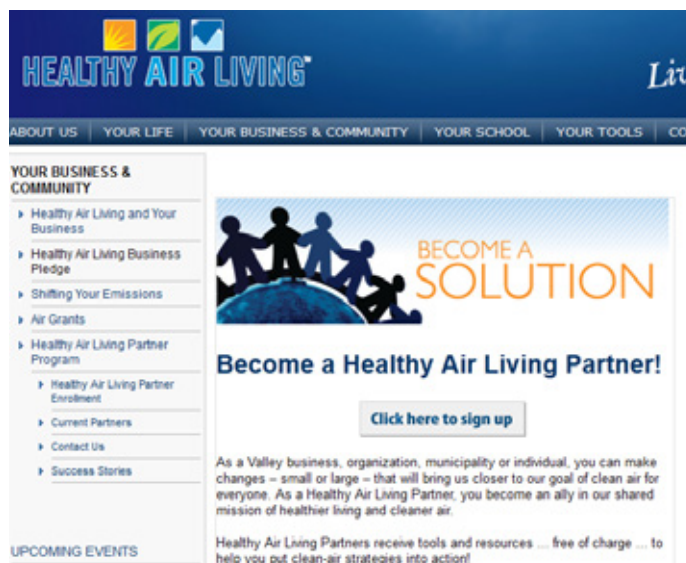 HEALTHY AIR LIVING™
ABOUT US | YOUR LIFE | YOUR BUSINESS & COMMUNITY | YOUR SCHOOL | YOUR TOOLS |
YOUR BUSINESS &
COMMUNITY
Healthy Air Living and Your
Business
Healthy Air Living Business
Pledge
Shifting Your Emissions
Air Grants
Healthy Air Living Partner
Program
Healthy Air Living Partner
Enrollment
Current Partners
Contact Us
Success Stories
UPCOMING EVENTS
BECOME A
SOLUTION
Become a Healthy Air Living Partner!
Click here to sign up
As a Valley business, organization, municipality or individual, you can make
changes – small or large – that will bring us closer to our goal of clean air for
everyone. As a Healthy Air Living Partner, you become an ally in our shared
mission of healthier living and cleaner air.
Healthy Air Living Partners receive tools and resources ... free of charge ... to
help you put clean-air strategies into action!